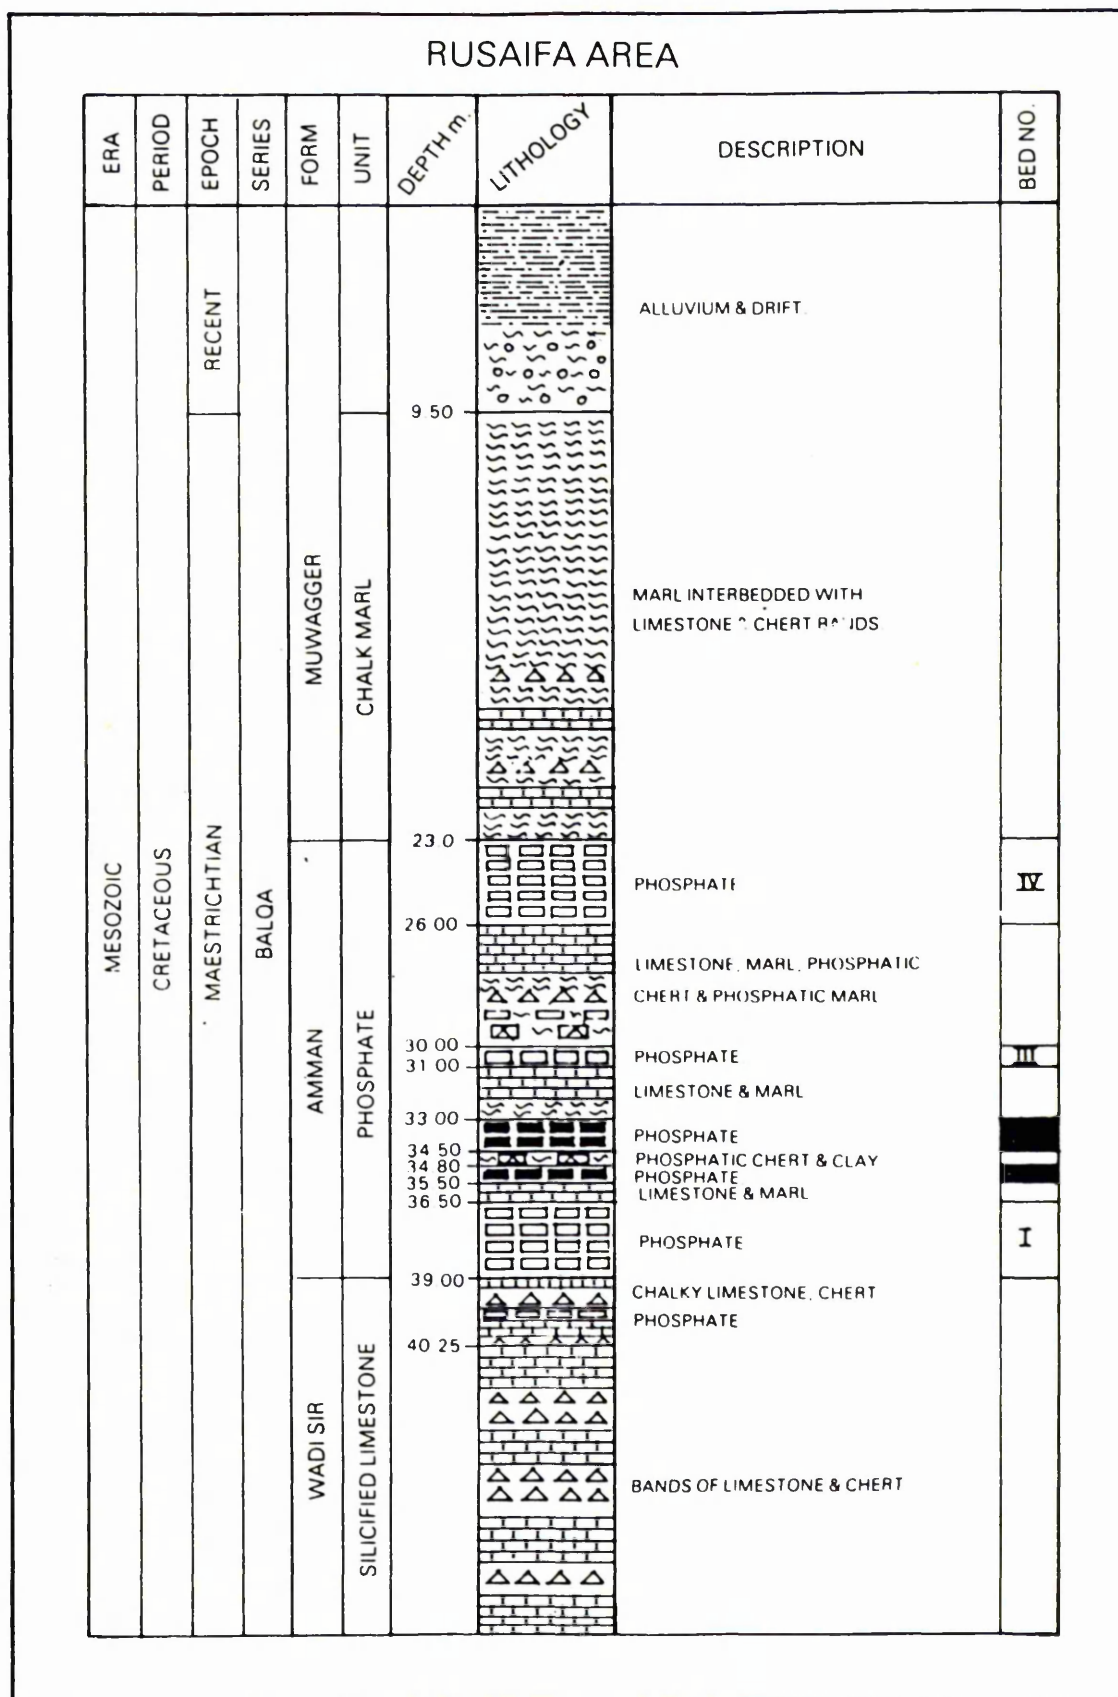 RUSAIFA AREA
ERA
PERIOD
EPOCH
SERIES
FORM
UNIT
DEPTH m.
LITHOLOGY
DESCRIPTION
BED NO.
MESOZOIC
CRETACEOUS
RECENT
MAESTRICHTIAN
BALQA
MUWAGGER
AMMAN
WADI SIR
CHALK MARL
PHOSPHATE
SILICIFIED LIMESTONE
ALLUVIUM & DRIFT
9 50
MARL INTERBEDDED WITH
LIMESTONE CHERT
23 0
PHOSPHATE
IV
26 00
LIMESTONE, MARL, PHOSPHATIC
CHERT & PHOSPHATIC MARL
30 00
PHOSPHATE
III
31 00
LIMESTONE & MARL
33 00
PHOSPHATE
34 50
PHOSPHATIC CHERT & CLAY
34 80
PHOSPHATE
35 50
LIMESTONE & MARL
36 50
PHOSPHATE
I
39 00
CHALKY LIMESTONE, CHERT
PHOSPHATE
40 25
BANDS OF LIMESTONE & CHERT